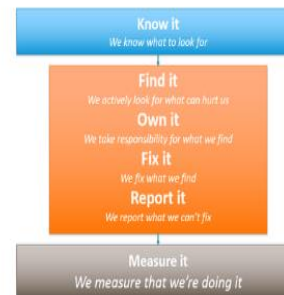 Know it
We know what to look for
Find it
We actively look for what can hurt us
Own it
We take responsibility for what we find
Fix it
We fix what we find
Report it
We report what we can't fix
Measure it
We measure that we're doing it